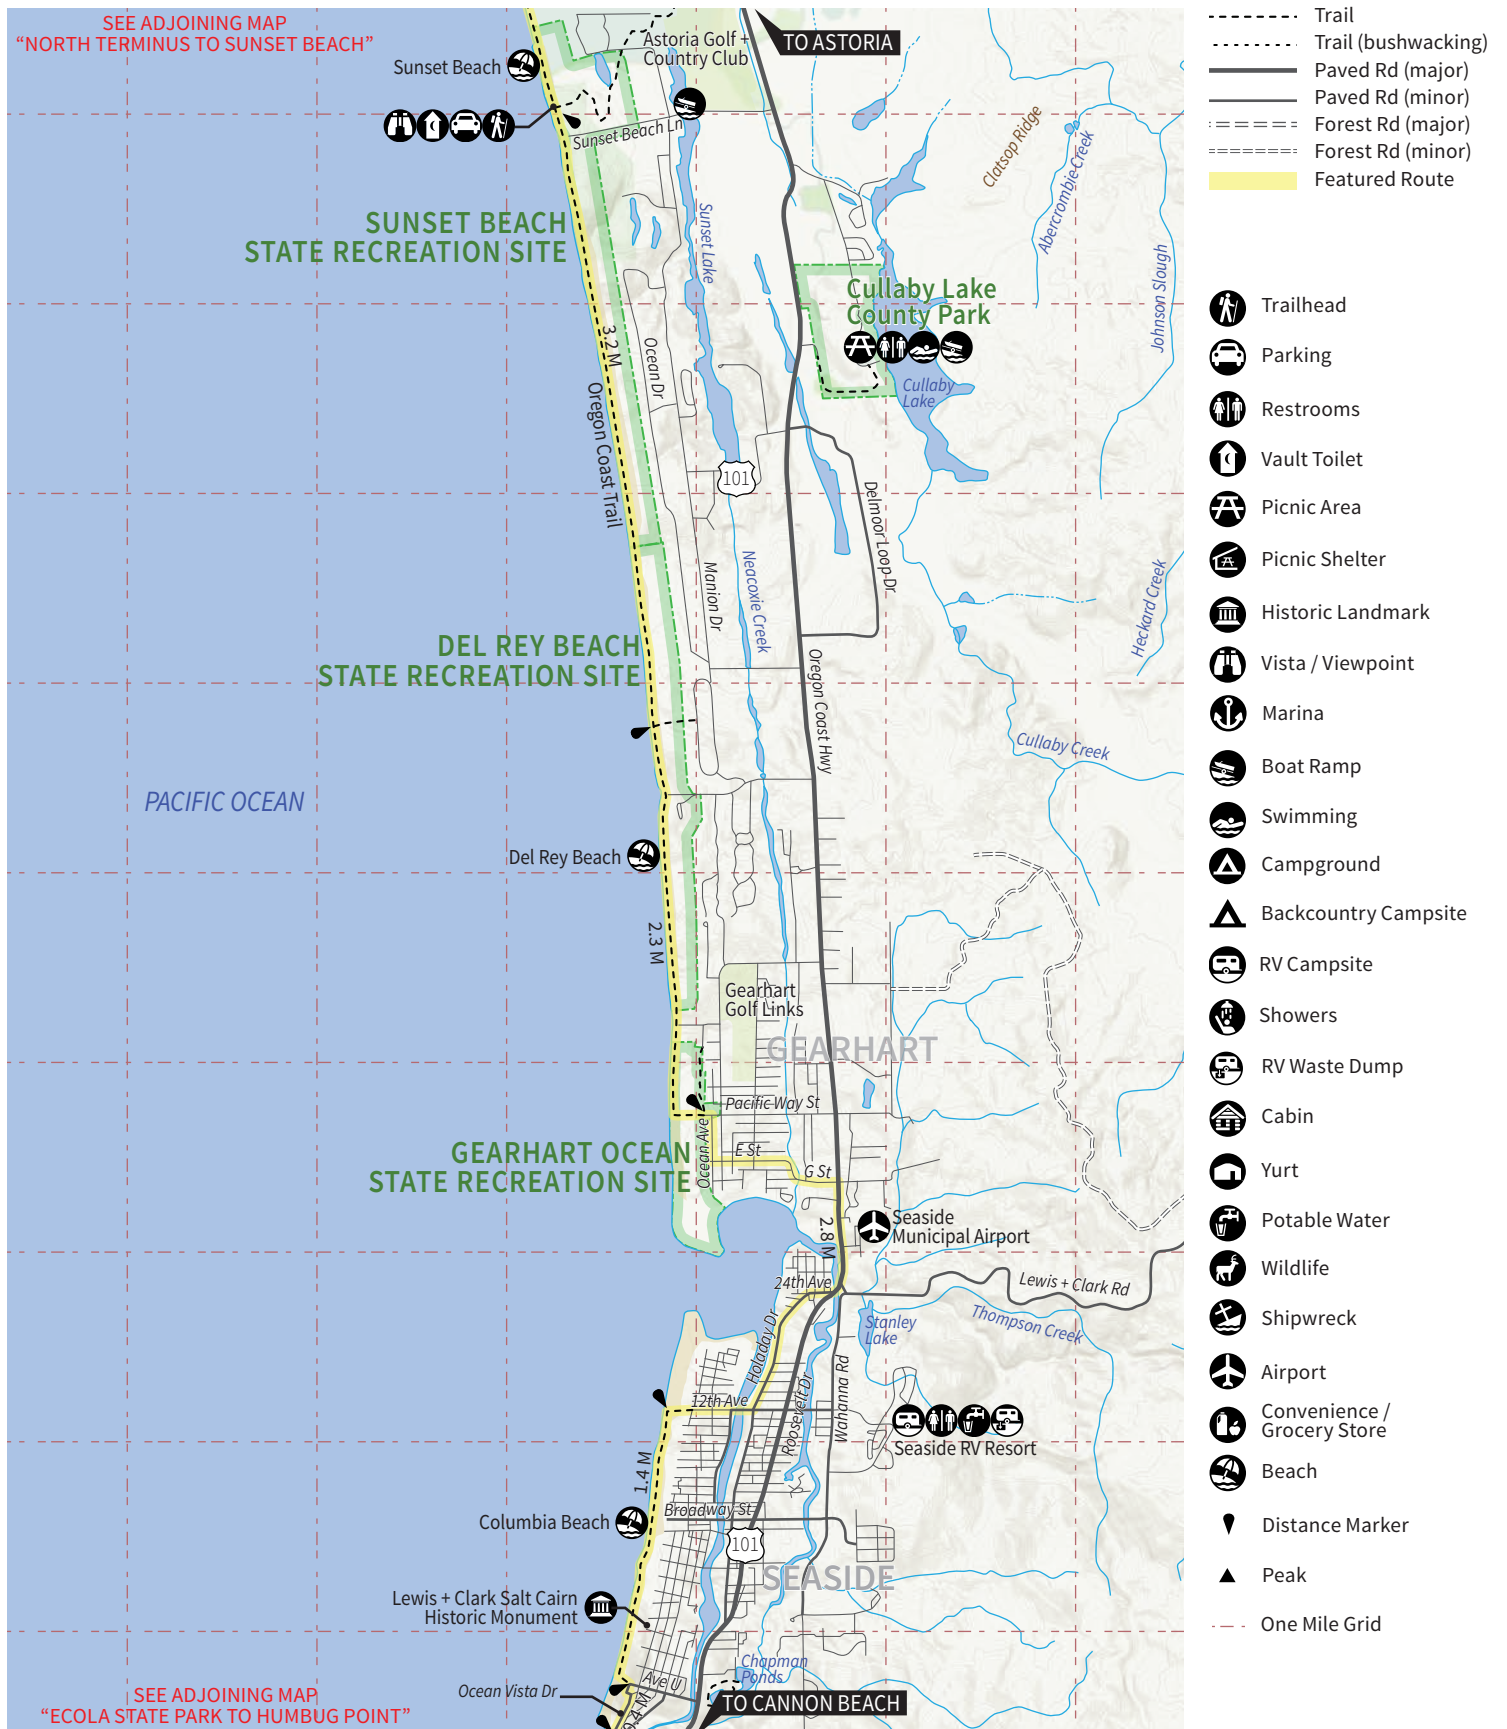 SEE ADJOINING MAP
“NORTH TERMINUS TO SUNSET BEACH”
Sunset Beach
Astoria Golf +
Country Club
TO ASTORIA
Sunset Beach Ln
Clatsop Ridge
Abercrombie Creek
Johnson Slough
SUNSET BEACH
STATE RECREATION SITE
Sunset Lake
Cullaby Lake
County Park
3.2 M
Ocean Dr
Cullaby
Lake
Oregon Coast Trail
101
Delmoor Loop Dr
Manion Dr
Neacoxie Creek
Heckard Creek
DEL REY BEACH
STATE RECREATION SITE
Oregon Coast Hwy
Cullaby Creek
PACIFIC OCEAN
Del Rey Beach
2.3 M
Gearhart
Golf Links
GEARHART
Pacific Way St
GEARHART OCEAN
STATE RECREATION SITE
Ocean Ave
E St
G St
2.8 M
Seaside
Municipal Airport
24th Ave
Lewis + Clark Rd
Thompson Creek
Stanley
Lake
Holaday Dr
12th Ave
Roosevelt Dr
Wahanna Rd
Seaside RV Resort
1.4 M
Columbia Beach
Broadway St
101
SEASIDE
Lewis + Clark Salt Cairn
Historic Monument
Chapman
Ponds
Ave U
Ocean Vista Dr
0.4 M
TO CANNON BEACH
SEE ADJOINING MAP
“ECOLA STATE PARK TO HUMBUG POINT”
Trail
Trail (bushwacking)
Paved Rd (major)
Paved Rd (minor)
Forest Rd (major)
Forest Rd (minor)
Featured Route
Trailhead
Parking
Restrooms
Vault Toilet
Picnic Area
Picnic Shelter
Historic Landmark
Vista / Viewpoint
Marina
Boat Ramp
Swimming
Campground
Backcountry Campsite
RV Campsite
Showers
RV Waste Dump
Cabin
Yurt
Potable Water
Wildlife
Shipwreck
Airport
Convenience /
Grocery Store
Beach
Distance Marker
Peak
One Mile Grid